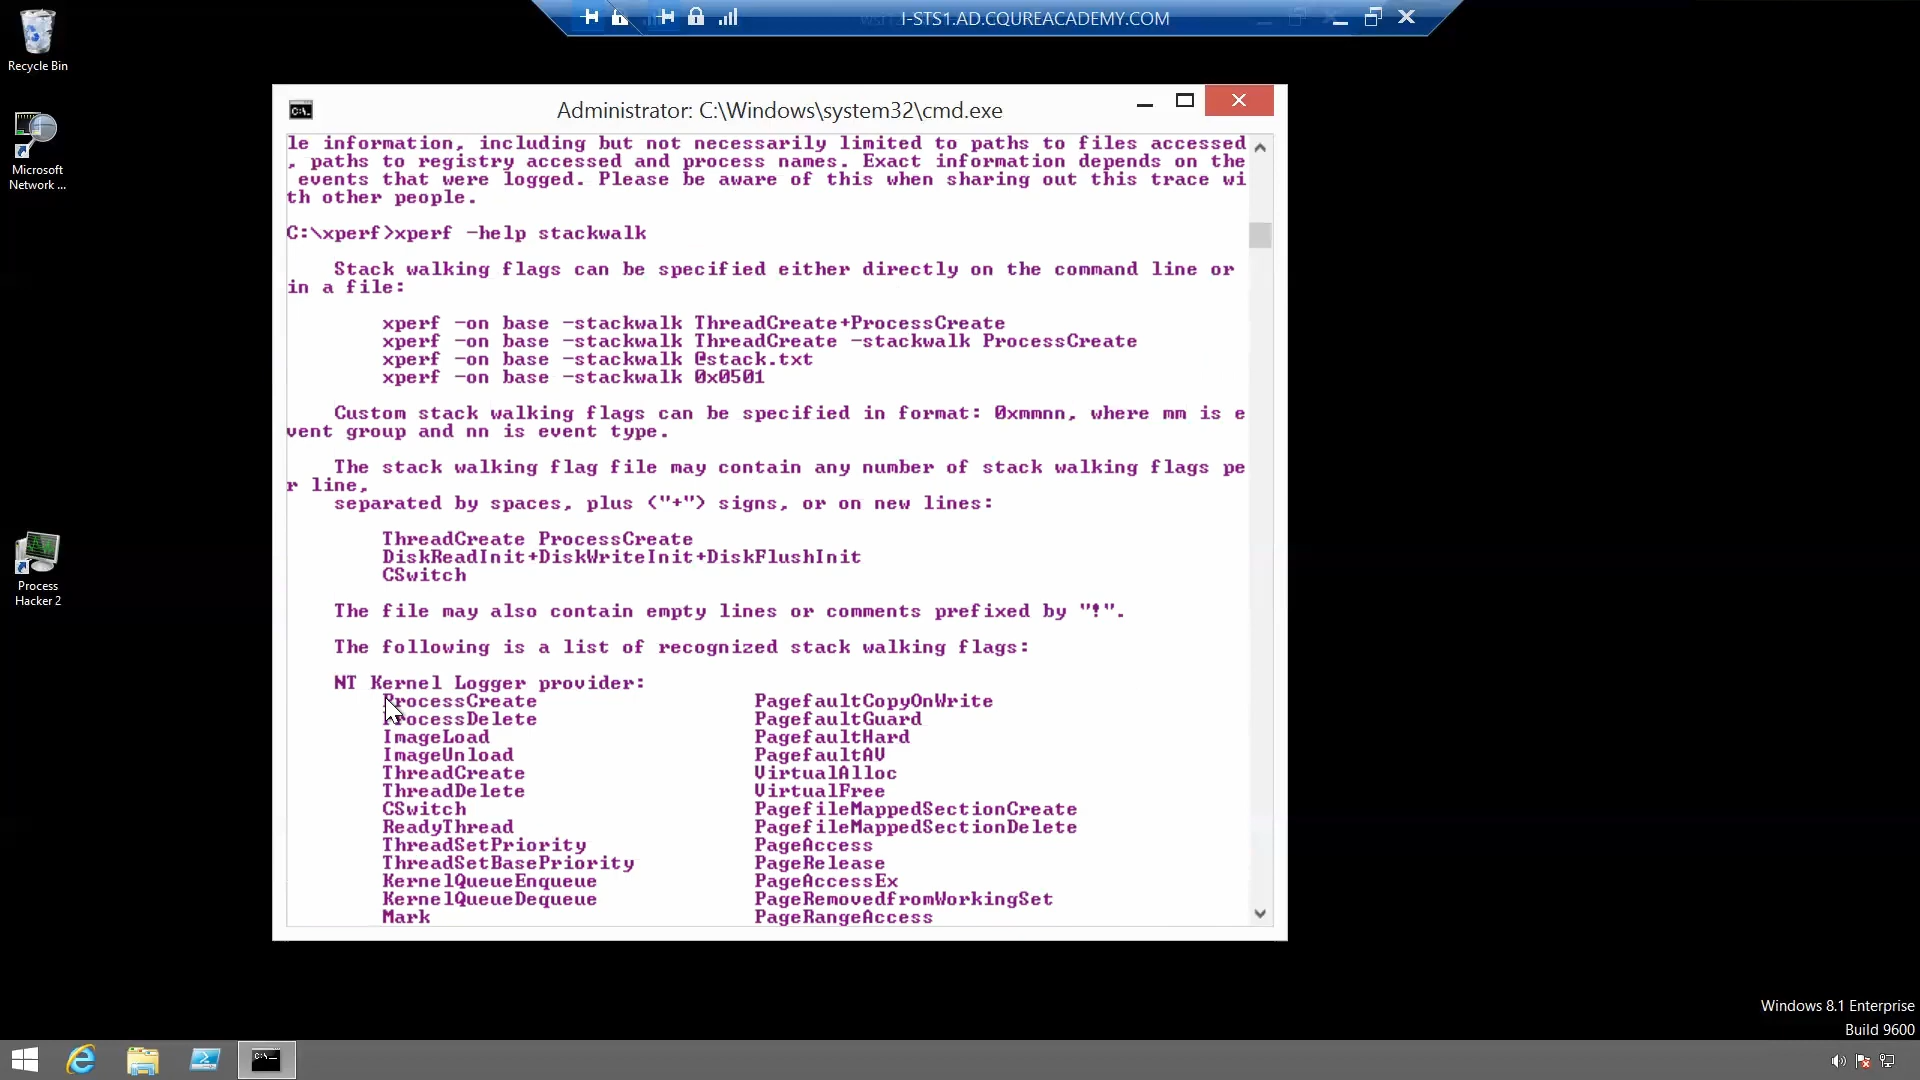 Recycle Bin
Microsoft
Network ...
Process
Hacker 2
I-STS1.AD.CQUREACADEMY.COM
Administrator: C:\Windows\system32\cmd.exe
le information, including but not necessarily limited to paths to files accessed
, paths to registry accessed and process names. Exact information depends on the
events that were logged. Please be aware of this when sharing out this trace wi
th other people.
C:\xperf>xperf -help stackwalk
Stack walking flags can be specified either directly on the command line or
in a file:
xperf -on base -stackwalk ThreadCreate+ProcessCreate
xperf -on base -stackwalk ThreadCreate -stackwalk ProcessCreate
xperf -on base -stackwalk @stack.txt
xperf -on base -stackwalk 0x0501
Custom stack walking flags can be specified in format: 0xmmnn, where mm is e
vent group and nn is event type.
The stack walking flag file may contain any number of stack walking flags pe
r line,
separated by spaces, plus ("+") signs, or on new lines:
ThreadCreate ProcessCreate
DiskReadInit+DiskWriteInit+DiskFlushInit
CSwitch
The file may also contain empty lines or comments prefixed by "!".
The following is a list of recognized stack walking flags:
NT Kernel Logger provider:
ProcessCreate PagefaultCopyOnWrite
ProcessDelete PagefaultGuard
ImageLoad PagefaultHard
ImageUnload PagefaultAV
ThreadCreate VirtualAlloc
ThreadDelete VirtualFree
CSwitch PagefileMappedSectionCreate
ReadyThread PagefileMappedSectionDelete
ThreadSetPriority PageAccess
ThreadSetBasePriority PageRelease
KernelQueueEnqueue PageAccessEx
KernelQueueDequeue PageRemovedfromWorkingSet
Mark PageRangeAccess
Windows 8.1 Enterprise
Build 9600